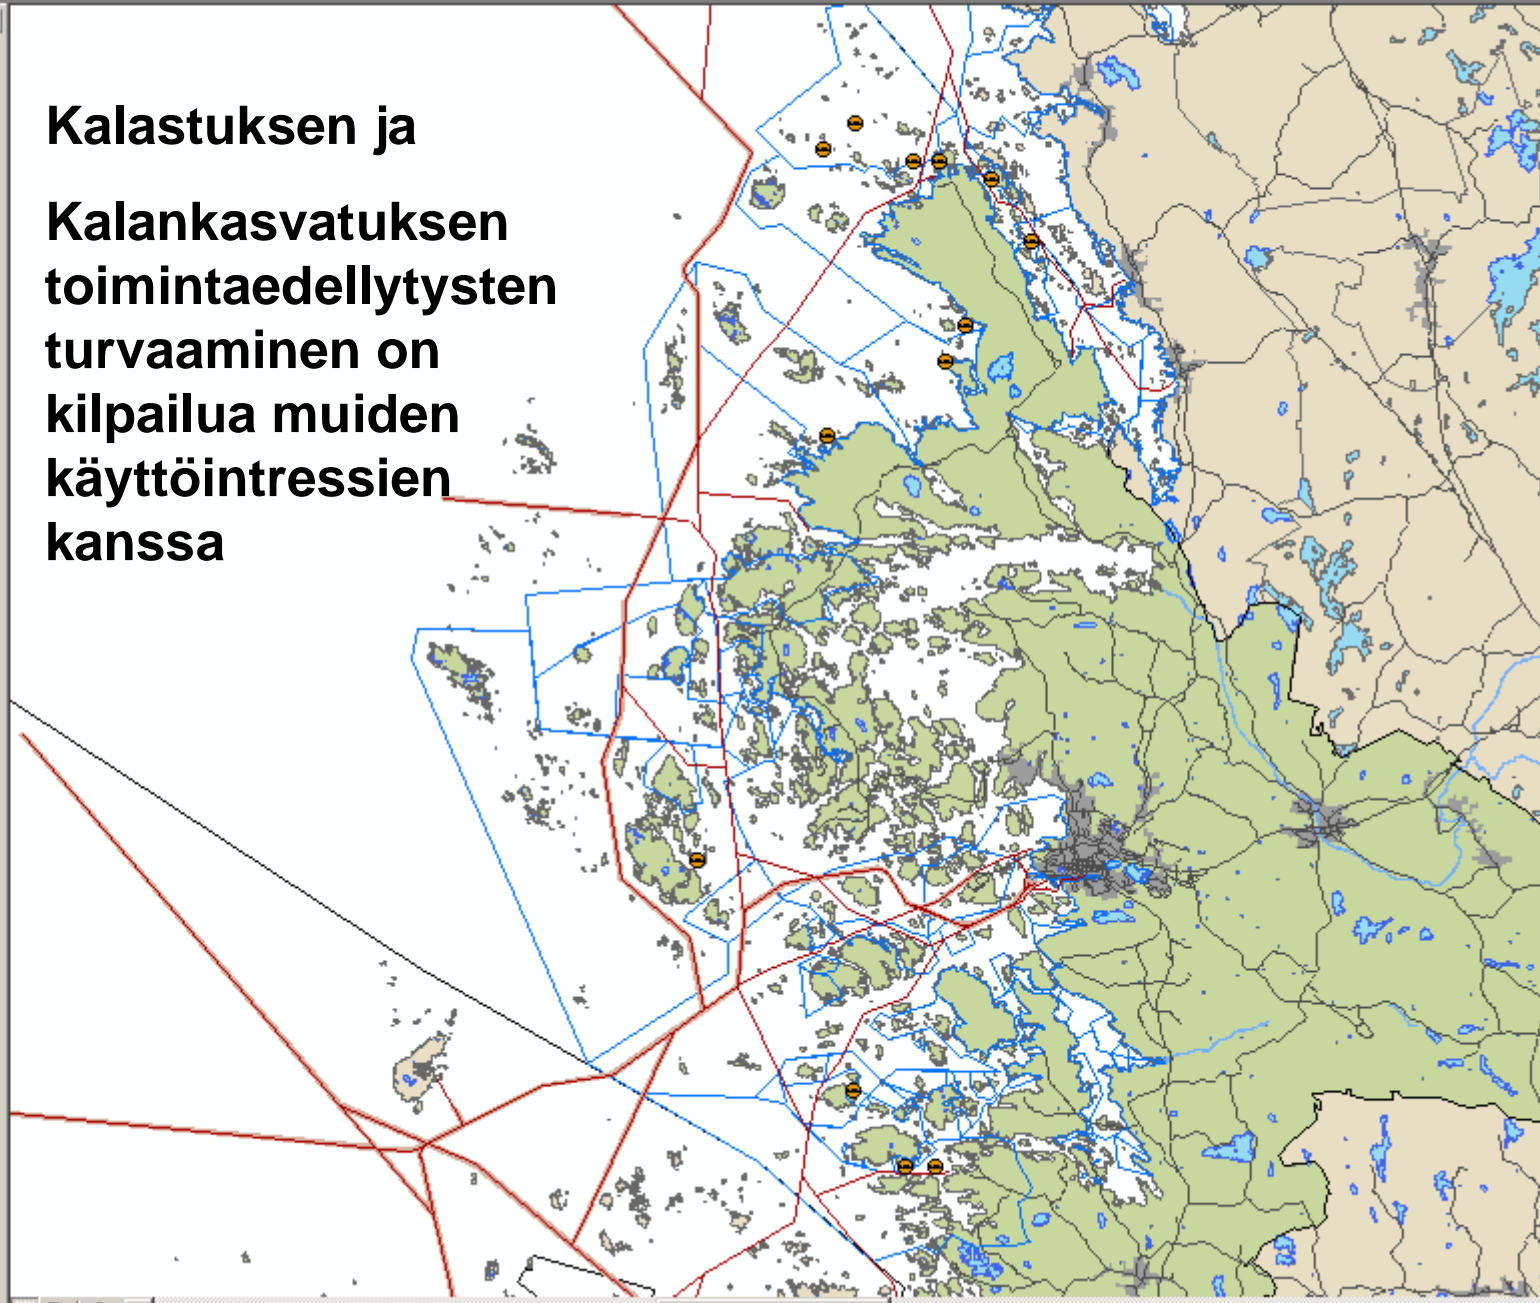 Kalastuksen ja
Kalankasvatuksen
toimintaedellytysten
turvaaminen on
kilpailua muiden
käyttöintressien
kanssa